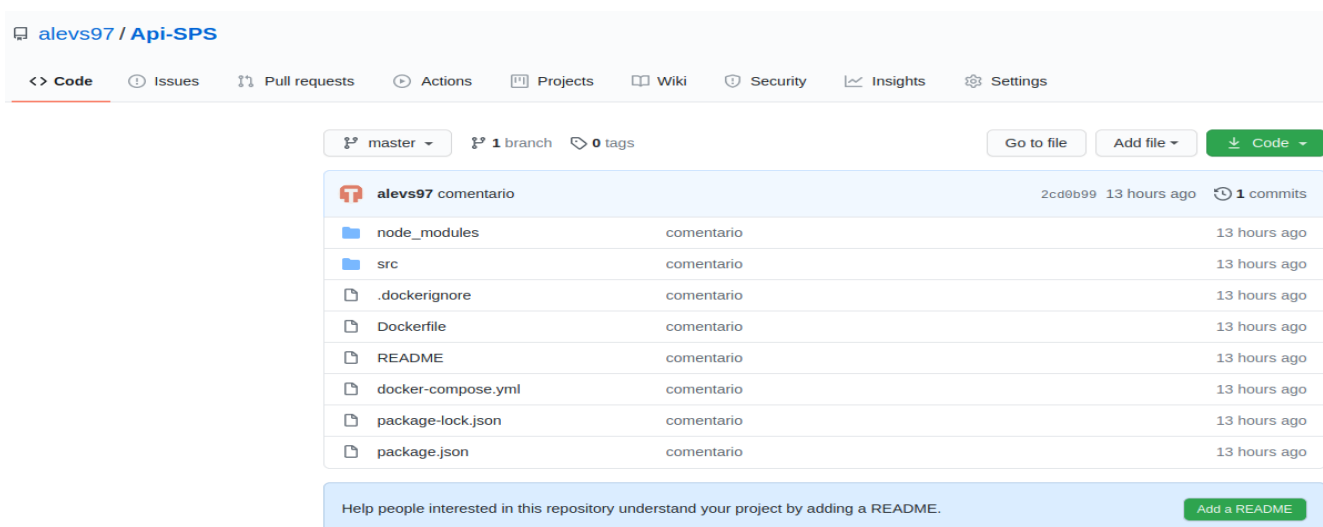 alevs97 / Api-SPS
Code Issues Pull requests Actions Projects Wiki Security Insights Settings
master 1 branch 0 tags Go to file Add file Code
alevs97 comentario 2cd0b99 13 hours ago 1 commits
node_modules comentario 13 hours ago
src comentario 13 hours ago
.dockerignore comentario 13 hours ago
Dockerfile comentario 13 hours ago
README comentario 13 hours ago
docker-compose.yml comentario 13 hours ago
package-lock.json comentario 13 hours ago
package.json comentario 13 hours ago
Help people interested in this repository understand your project by adding a README. Add a README